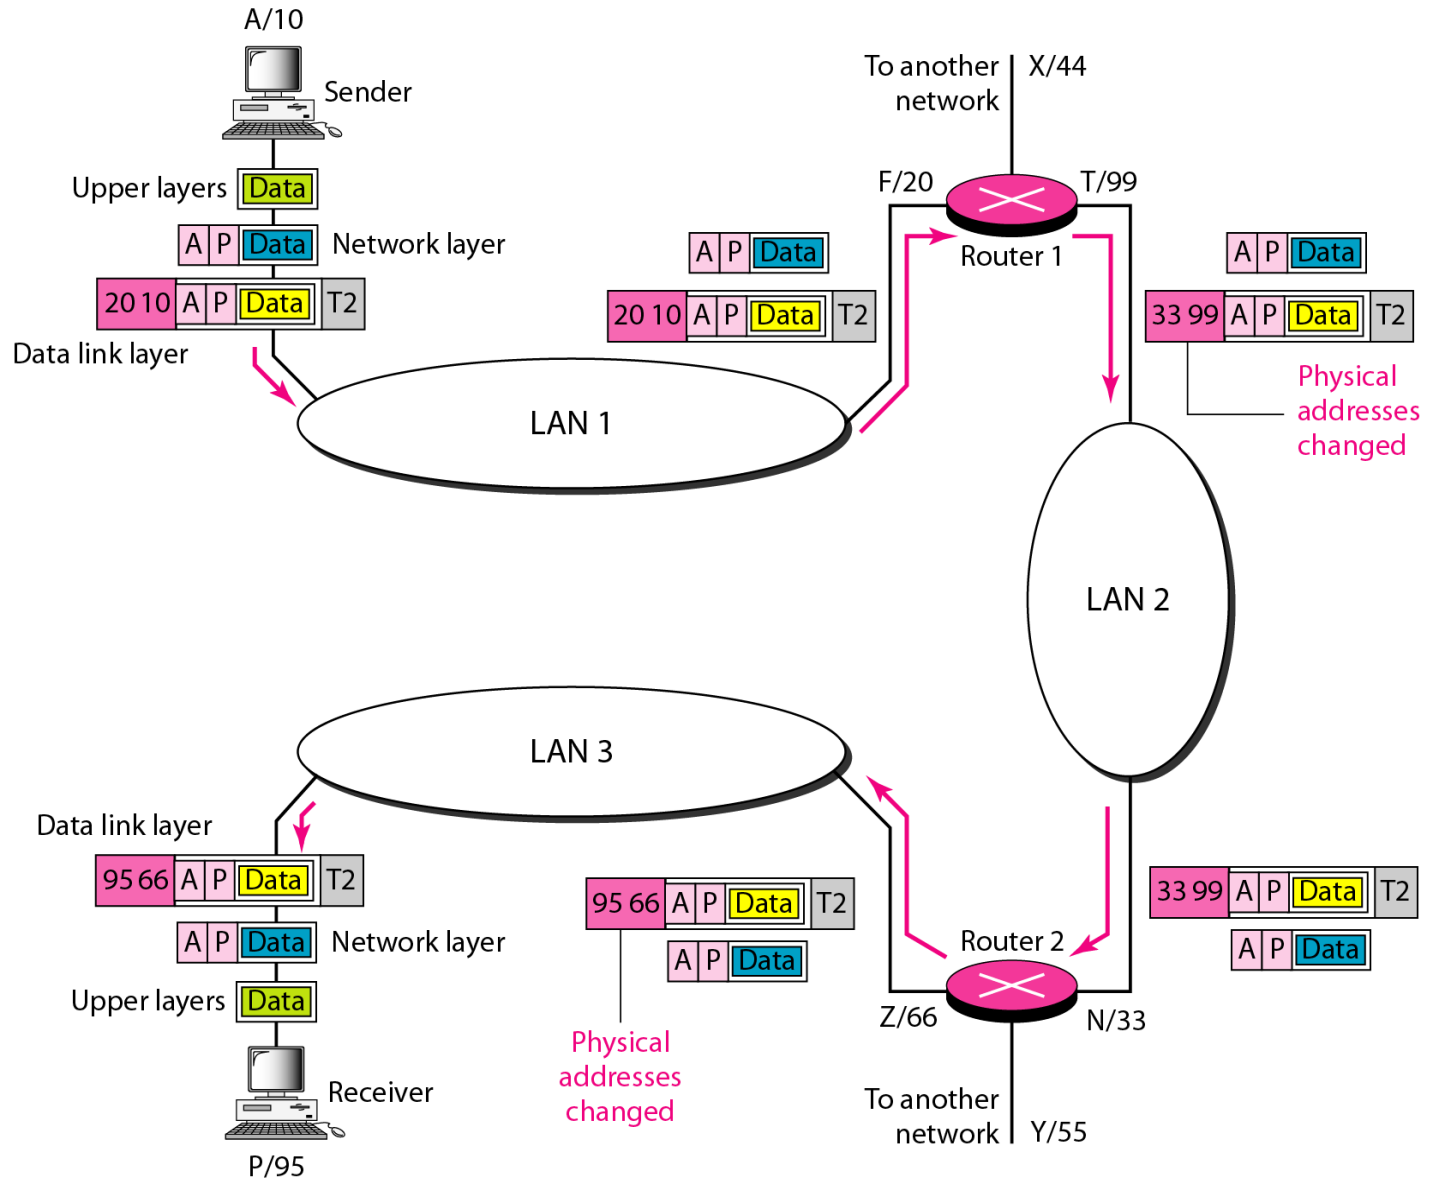 A/10
Sender
Upper layers Data
A P Data Network layer
20 10 A P Data T2
Data link layer
To another
network
X/44
F/20
T/99
Router 1
A P Data
20 10 A P Data T2
A P Data
33 99 A P Data T2
Physical
addresses
changed
LAN 1
LAN 2
LAN 3
Data link layer
95 66 A P Data T2
A P Data Network layer
Upper layers Data
Receiver
P/95
95 66 A P Data T2
A P Data
Physical
addresses
changed
33 99 A P Data T2
A P Data
Router 2
Z/66
N/33
To another
network
Y/55